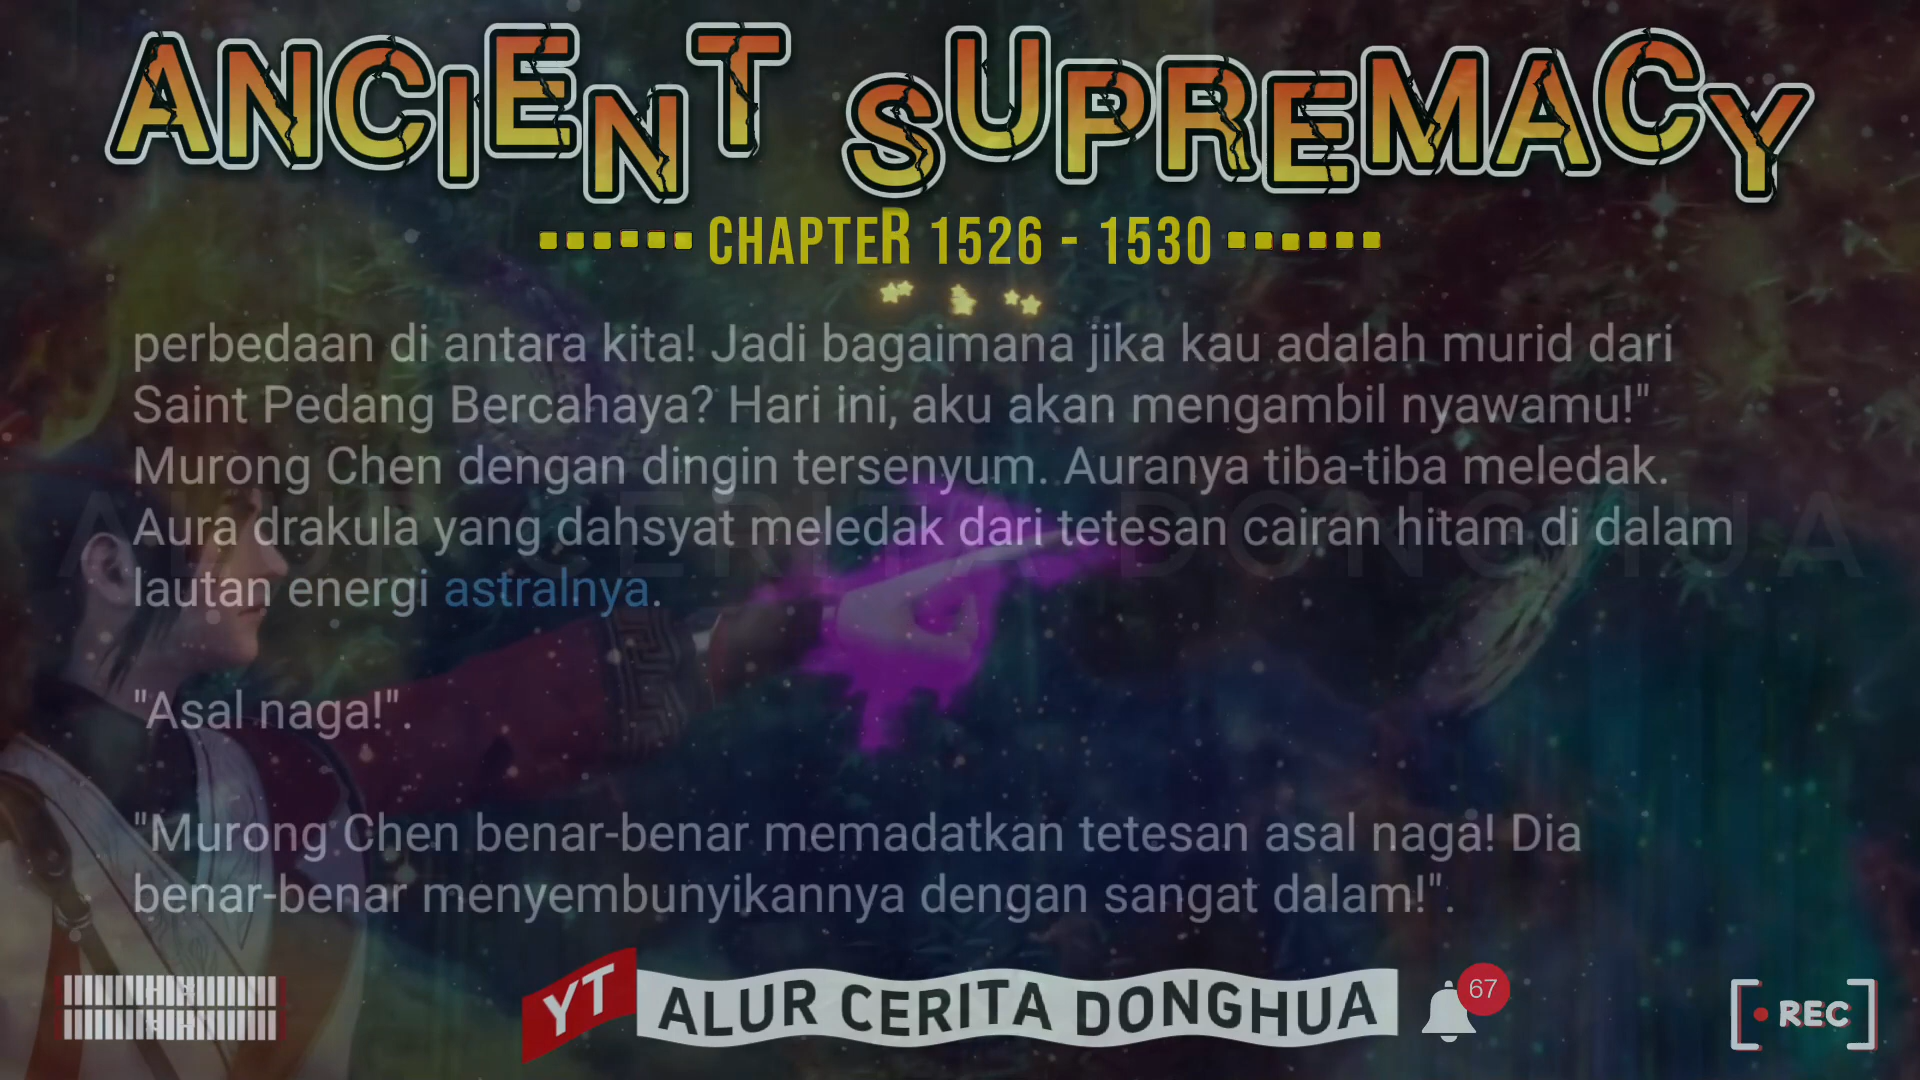 ANCIENT SUPREMACY
CHAPTER 1526 - 1530
perbedaan di antara kita! Jadi bagaimana jika kau adalah murid dari
Saint Pedang Bercahaya? Hari ini, aku akan mengambil nyawamu!"
Murong Chen dengan dingin tersenyum. Auranya tiba-tiba meledak.
Aura drakula yang dahsyat meledak dari tetesan cairan hitam di dalam
lautan energi astralnya.
"Asal naga!".
"Murong Chen benar-benar memadatkan tetesan asal naga! Dia
benar-benar menyembunyikannya dengan sangat dalam!".
ALUR CERITA DONGHUA
YT ALUR CERITA DONGHUA 67
REC